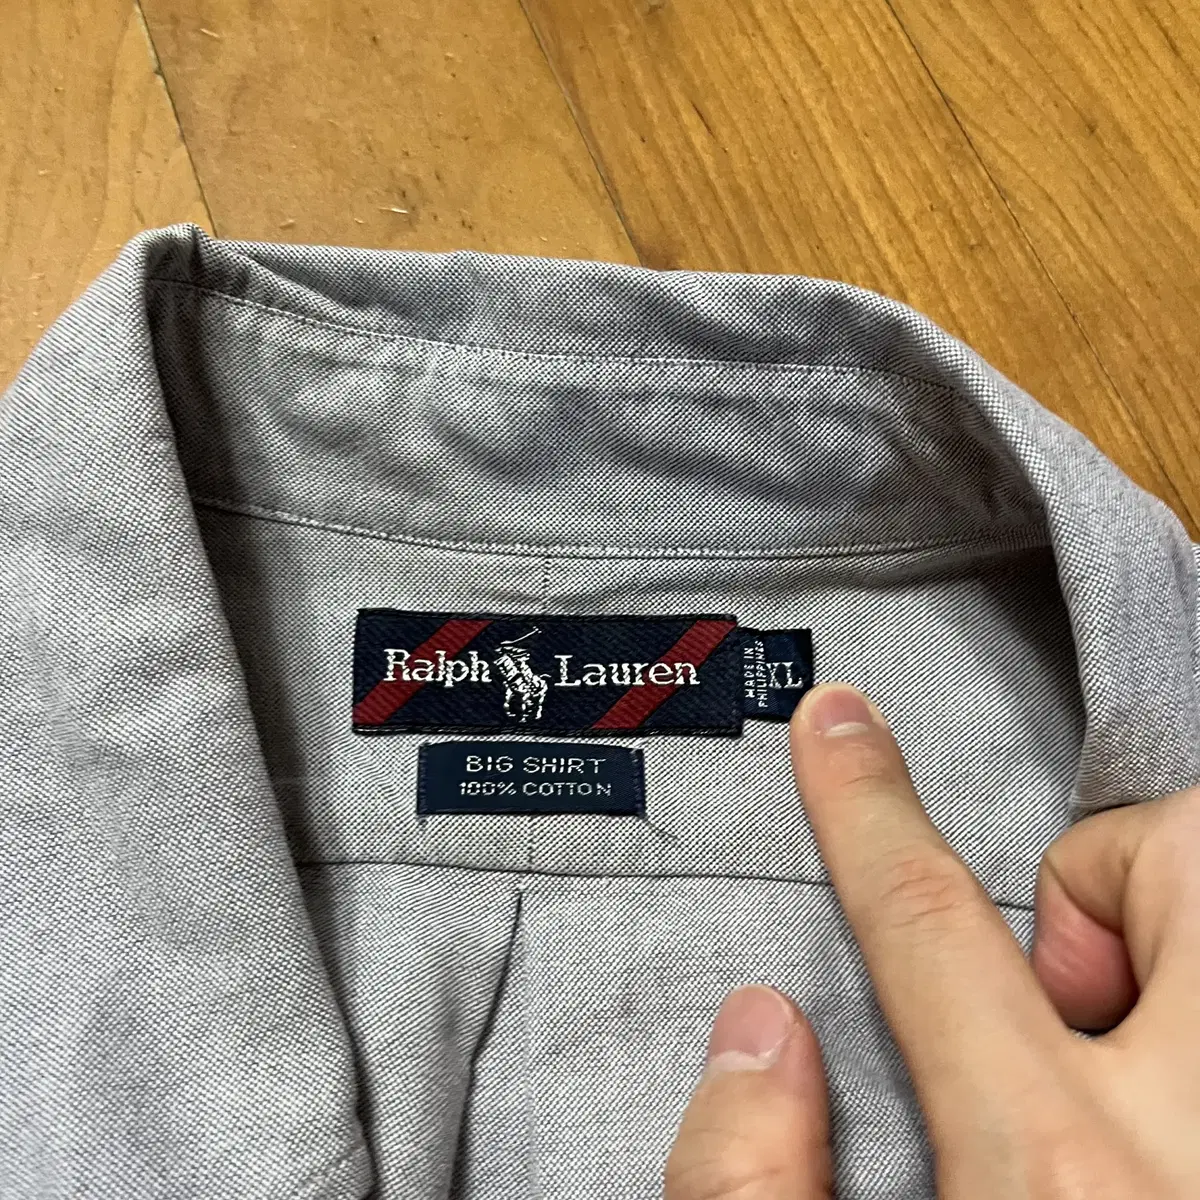 Ralph Lauren
MADE IN
PHILIPPINES
XL
BIG SHIRT
100% COTTON